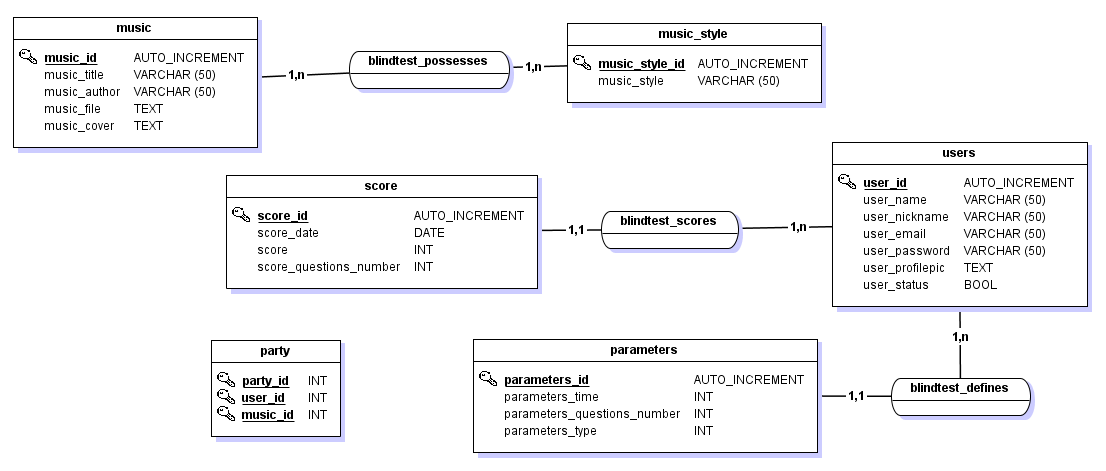 music
music_id AUTO_INCREMENT
music_title VARCHAR (50)
music_author VARCHAR (50)
music_file TEXT
music_cover TEXT
1,n
blindtest_possesses
1,n
music_style
music_style_id AUTO_INCREMENT
music_style VARCHAR (50)
users
user_id AUTO_INCREMENT
user_name VARCHAR (50)
user_nickname VARCHAR (50)
user_email VARCHAR (50)
user_password VARCHAR (50)
user_profilepic TEXT
user_status BOOL
score
score_id AUTO_INCREMENT
score_date DATE
score INT
score_questions_number INT
1,1
blindtest_scores
1,n
1,n
party
party_id INT
user_id INT
music_id INT
parameters
parameters_id AUTO_INCREMENT
parameters_time INT
parameters_questions_number INT
parameters_type INT
1,1
blindtest_defines